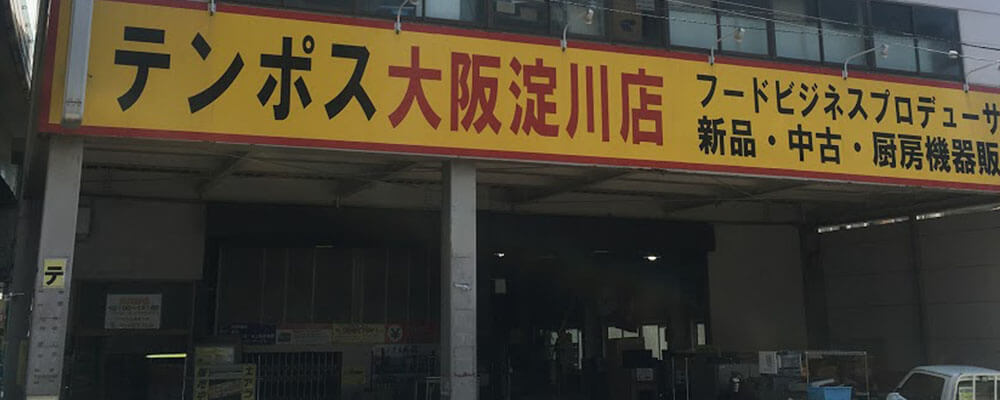 テンポス大阪淀川店
フードビジネスプロデューサ
新品・中古・厨房機器販
テ